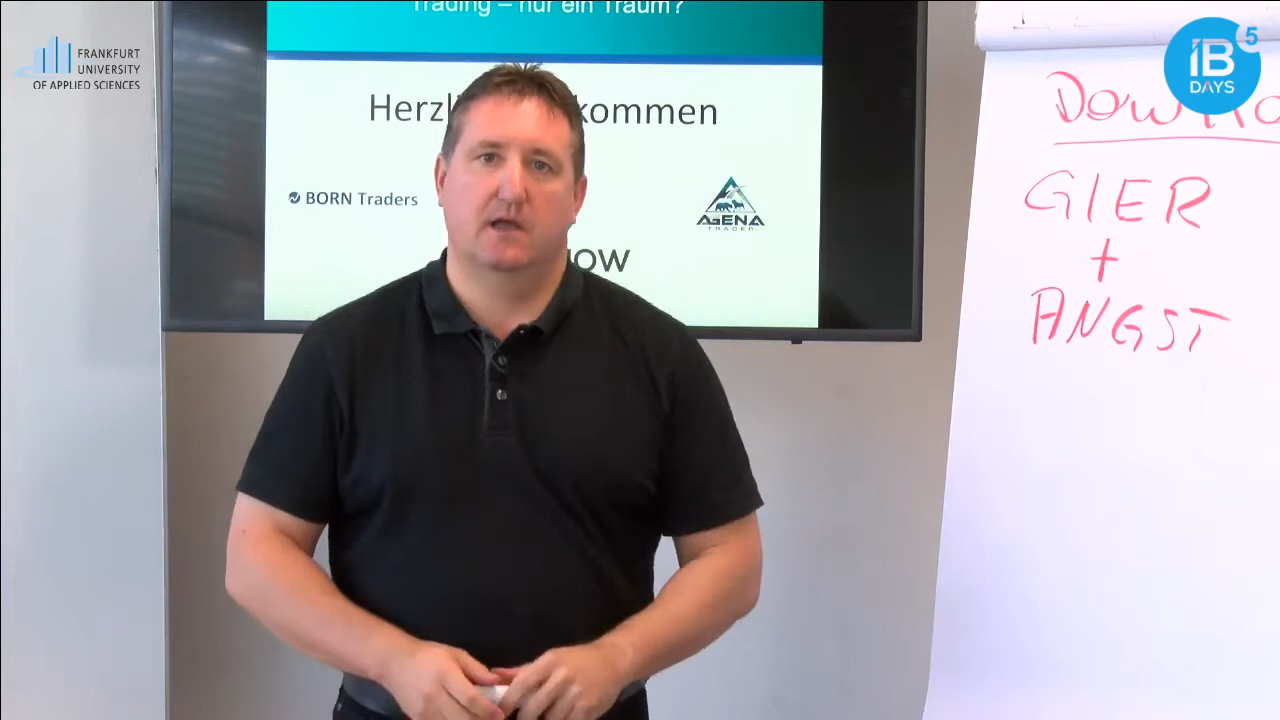 Trading – nur ein Traum?
FRANKFURT
UNIVERSITY
OF APPLIED SCIENCES
Herzl kommen
BORN Traders
AGENA
TRADER
OW
iB 5
DAYS
GIER
+
ANGST